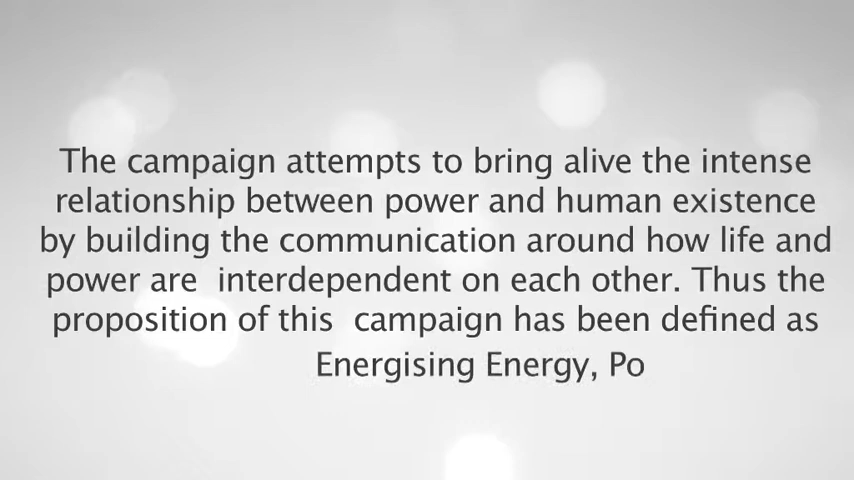 The campaign attempts to bring alive the intense
relationship between power and human existence
by building the communication around how life and
power are  interdependent on each other. Thus the
proposition of this  campaign has been defined as
Energising Energy, Po